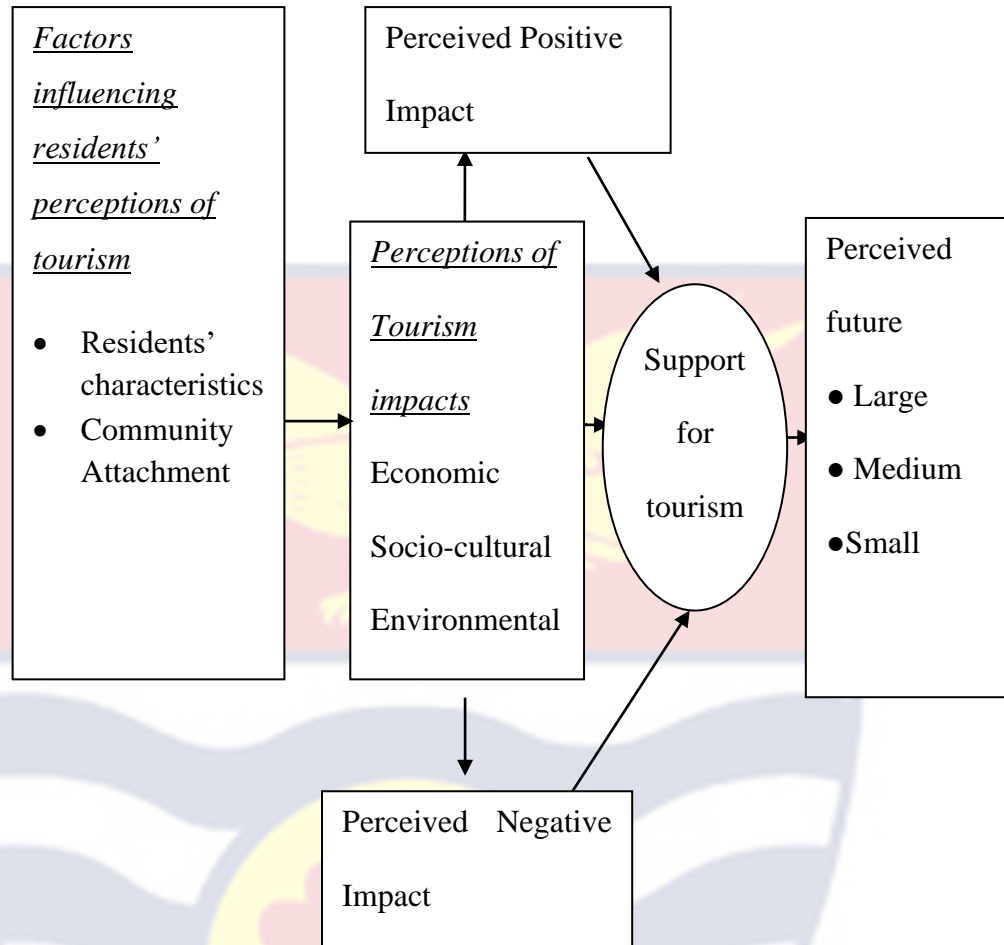 Factors
influencing
residents’
perceptions of
tourism
• Residents’
characteristics
• Community
Attachment
Perceived Positive
Impact
Perceptions of
Tourism
impacts
Economic
Socio-cultural
Environmental
Perceived Negative
Impact
Support
for
tourism
Perceived
future
● Large
● Medium
●Small